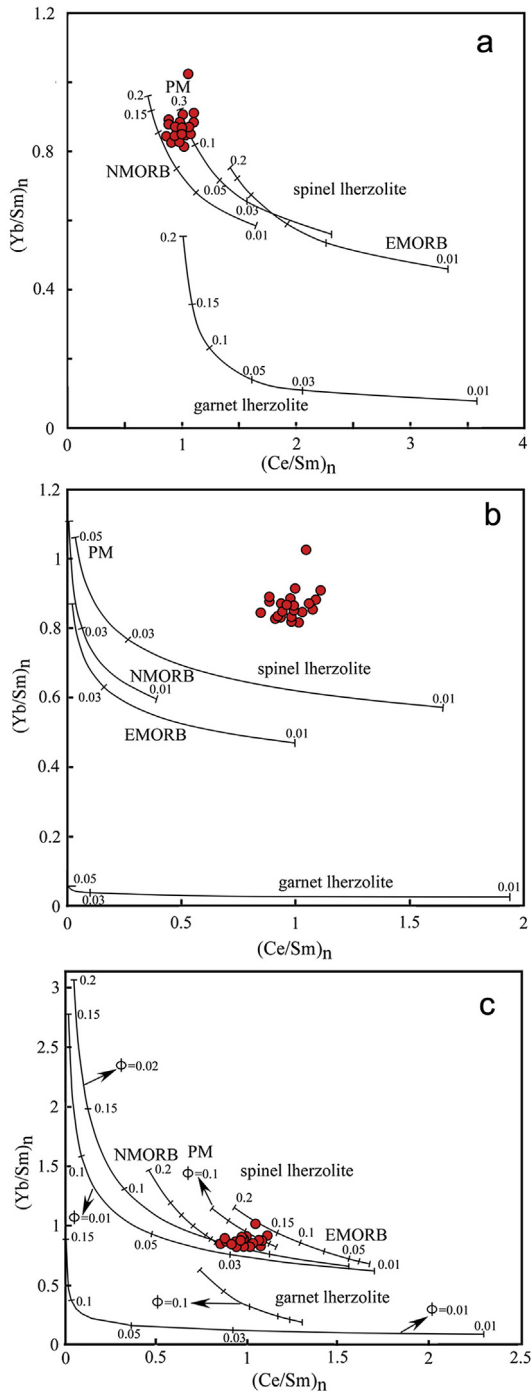 a
1.2
0.8
0.4
0
(Yb/Sm)n
0.2
0.15
PM
0.3
0.1
0.2
NMORB
0.05
0.03
spinel lherzolite
0.01
EMORB
0.01
0.2
0.15
0.1
0.05
0.03
0.01
garnet lherzolite
0 1 2 3 4
(Ce/Sm)n
b
1.2
1.0
0.8
0.6
0.4
0.2
0
(Yb/Sm)n
0.05
PM
0.03
0.03
spinel lherzolite
NMORB
0.01
0.03
0.01
EMORB
0.01
garnet lherzolite
0.05
0.03
0.01
0 0.5 1 1.5 2
(Ce/Sm)n
c
3
2.5
2
1.5
1
0.5
0
(Yb/Sm)n
0.2
0.15
Φ=0.02
0.15
NMORB
PM
0.2
Φ=0.1
spinel lherzolite
0.2
0.1
0.1
0.15
0.1
EMORB
Φ=0.01
0.05
0.05
0.03
0.01
0.15
garnet lherzolite
0.1
Φ=0.1
Φ=0.01
0.05
0.03
0.01
0 0.5 1 1.5 2 2.5
(Ce/Sm)n